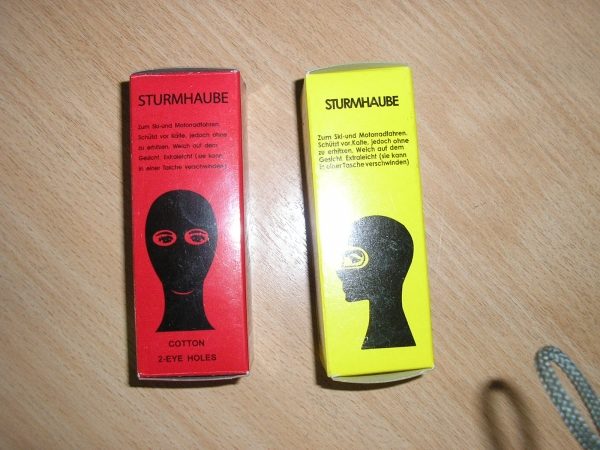 STURMHAUBE
Zum Ski-und Motorradfahren.
Schützt vor Kälte, jedoch ohne
zu erhitzen. Weich auf dem
Gesicht. Extraleicht (sie kann
in einer Tasche verschwinden)
COTTON
2-EYE HOLES
STURMHAUBE
Zum Ski-und Motorradfahren.
Schützt vor Kälte, jedoch ohne
zu erhitzen, Weich auf dem
Gesicht. Extraleicht (sie kann
in einer Tasche verschwinden)